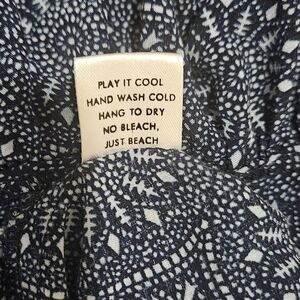 PLAY IT COOL
HAND WASH COLD
HANG TO DRY
NO BLEACH,
JUST BEACH